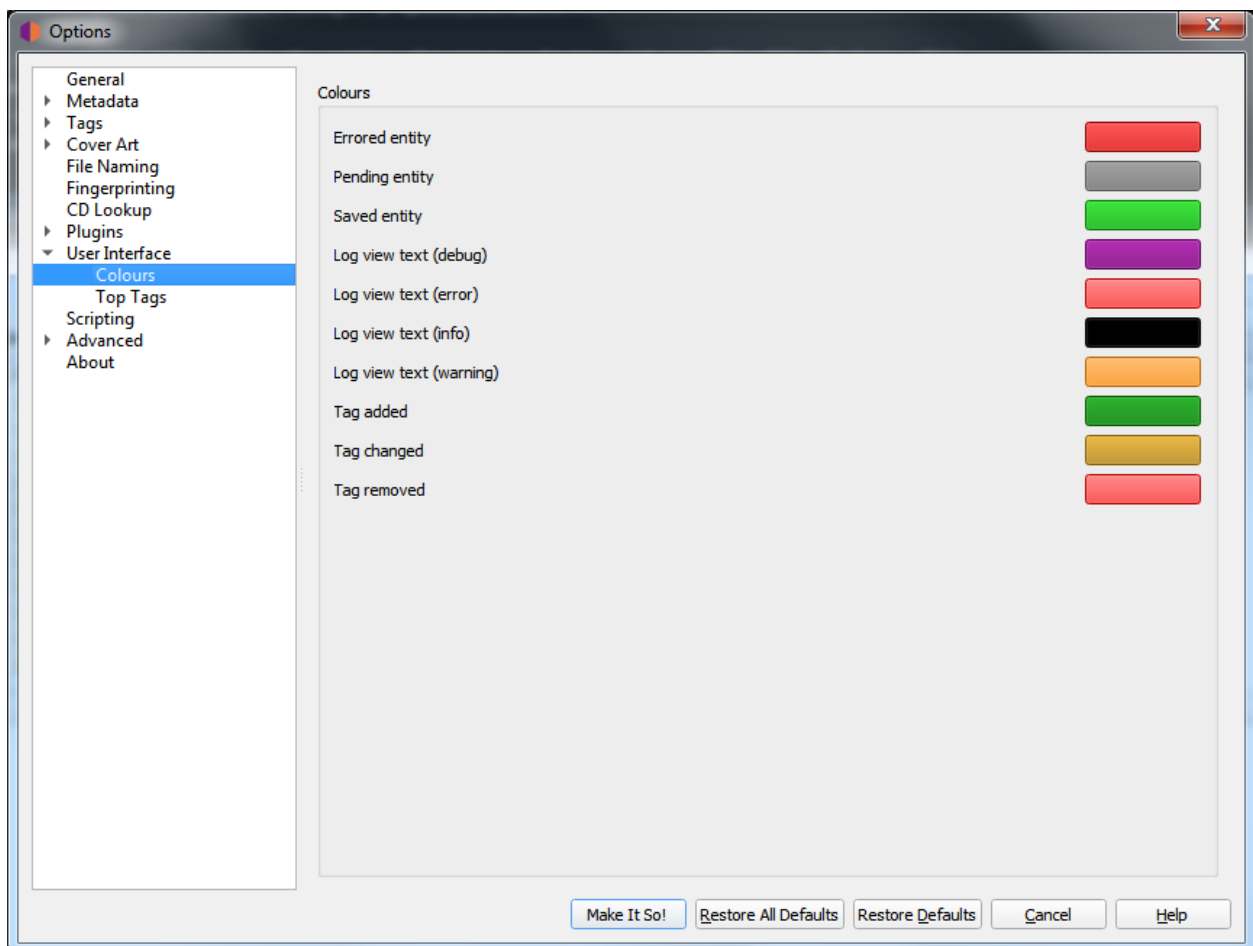 Options
General
Metadata
Tags
Cover Art
File Naming
Fingerprinting
CD Lookup
Plugins
User Interface
Colours
Top Tags
Scripting
Advanced
About
Colours
Errored entity
Pending entity
Saved entity
Log view text (debug)
Log view text (error)
Log view text (info)
Log view text (warning)
Tag added
Tag changed
Tag removed
Make It So! Restore All Defaults Restore Defaults Cancel Help